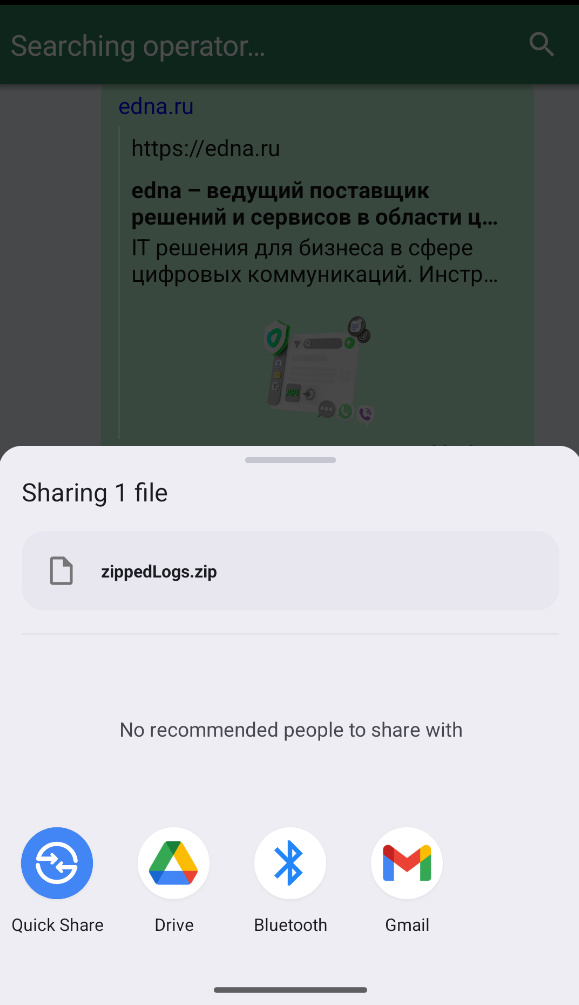 Searching operator…
edna.ru
https://edna.ru
edna – ведущий поставщик
решений и сервисов в области ц…
IT решения для бизнеса в сфере
цифровых коммуникаций. Инстр…
Sharing 1 file
zippedLogs.zip
No recommended people to share with
Quick Share
Drive
Bluetooth
Gmail